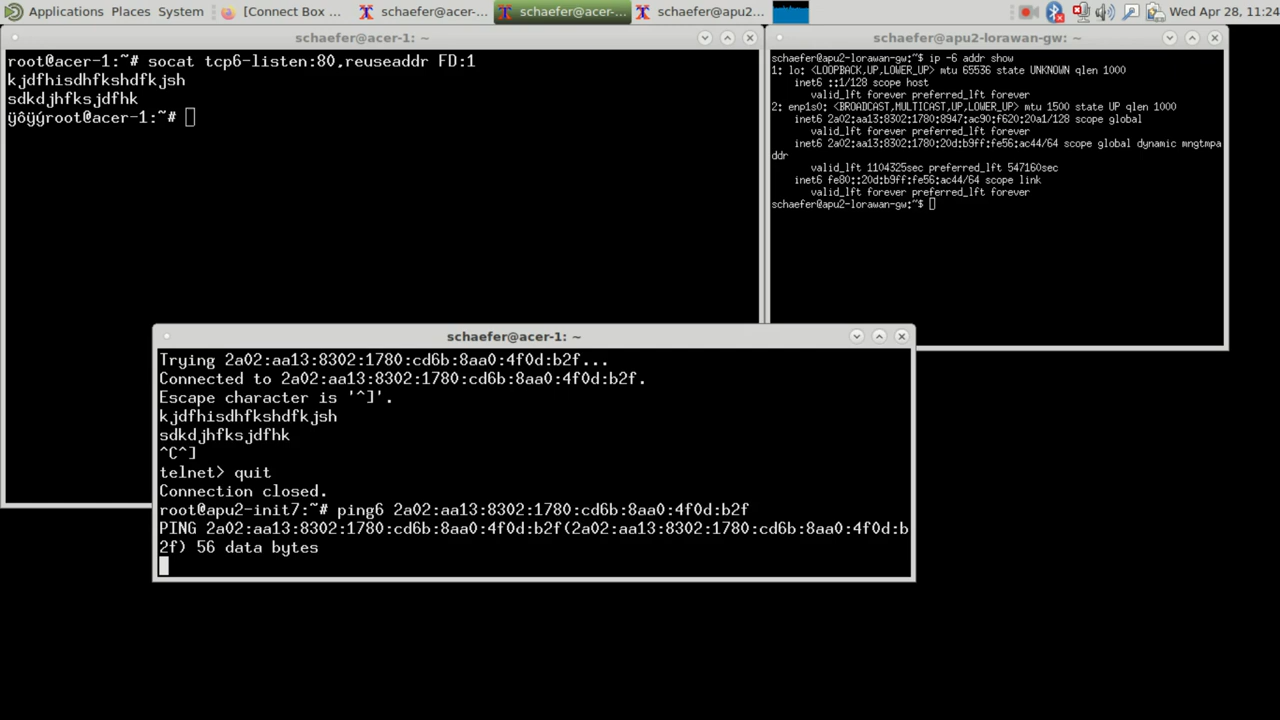 Applications Places System [Connect Box ... schaefer@acer-... schaefer@acer-... schaefer@apu2... Wed Apr 28, 11:24
schaefer@acer-1: ~
root@acer-1:~# socat tcp6-listen:80,reuseaddr FD:1
kjdfhisdhfkshdfkjsh
sdkdjhfksjdfhk
ÿôÿýroot@acer-1:~#
schaefer@apu2-lorawan-gw: ~
schaefer@apu2-lorawan-gw:~$ ip -6 addr show
1: lo: <LOOPBACK,UP,LOWER_UP> mtu 65536 state UNKNOWN qlen 1000
inet6 ::1/128 scope host
valid_lft forever preferred_lft forever
2: enp1s0: <BROADCAST,MULTICAST,UP,LOWER_UP> mtu 1500 state UP qlen 1000
inet6 2a02:aa13:8302:1780:8947:ac90:f620:20a1/128 scope global
valid_lft forever preferred_lft forever
inet6 2a02:aa13:8302:1780:20d:b9ff:fe56:ac44/64 scope global dynamic mngtmpa
ddr
valid_lft 1104325sec preferred_lft 547160sec
inet6 fe80::20d:b9ff:fe56:ac44/64 scope link
valid_lft forever preferred_lft forever
schaefer@apu2-lorawan-gw:~$
schaefer@acer-1: ~
Trying 2a02:aa13:8302:1780:cd6b:8aa0:4f0d:b2f...
Connected to 2a02:aa13:8302:1780:cd6b:8aa0:4f0d:b2f.
Escape character is '^]'.
kjdfhisdhfkshdfkjsh
sdkdjhfksjdfhk
^C^]
telnet> quit
Connection closed.
root@apu2-init7:~# ping6 2a02:aa13:8302:1780:cd6b:8aa0:4f0d:b2f
PING 2a02:aa13:8302:1780:cd6b:8aa0:4f0d:b2f(2a02:aa13:8302:1780:cd6b:8aa0:4f0d:b
2f) 56 data bytes